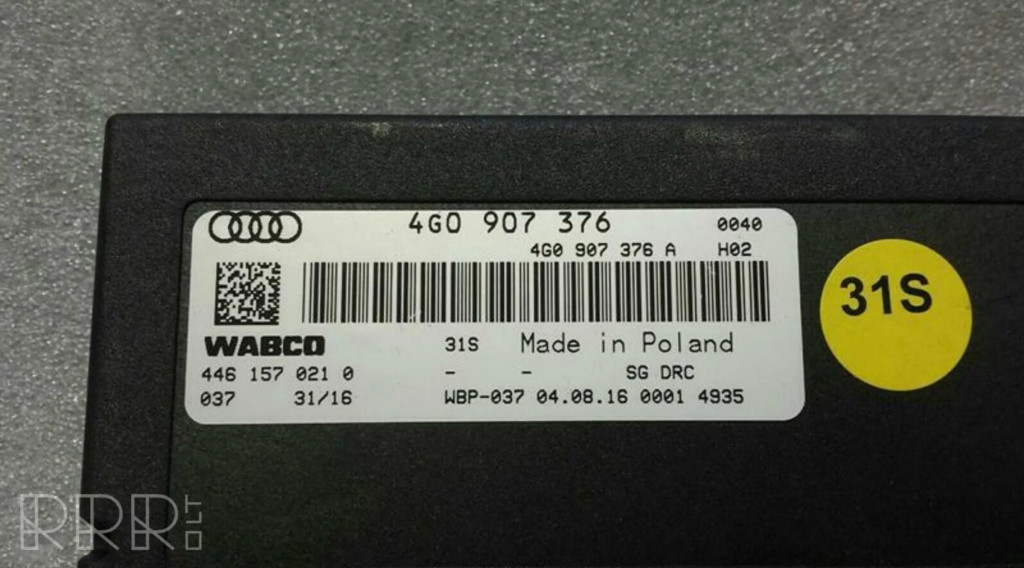 4G0 907 376 0040
4G0 907 376 A H02
WABCO 31S Made in Poland
446 157 021 0 - - SG DRC
037 31/16 WBP-037 04.08.16 0001 4935
31S
RRR.LT